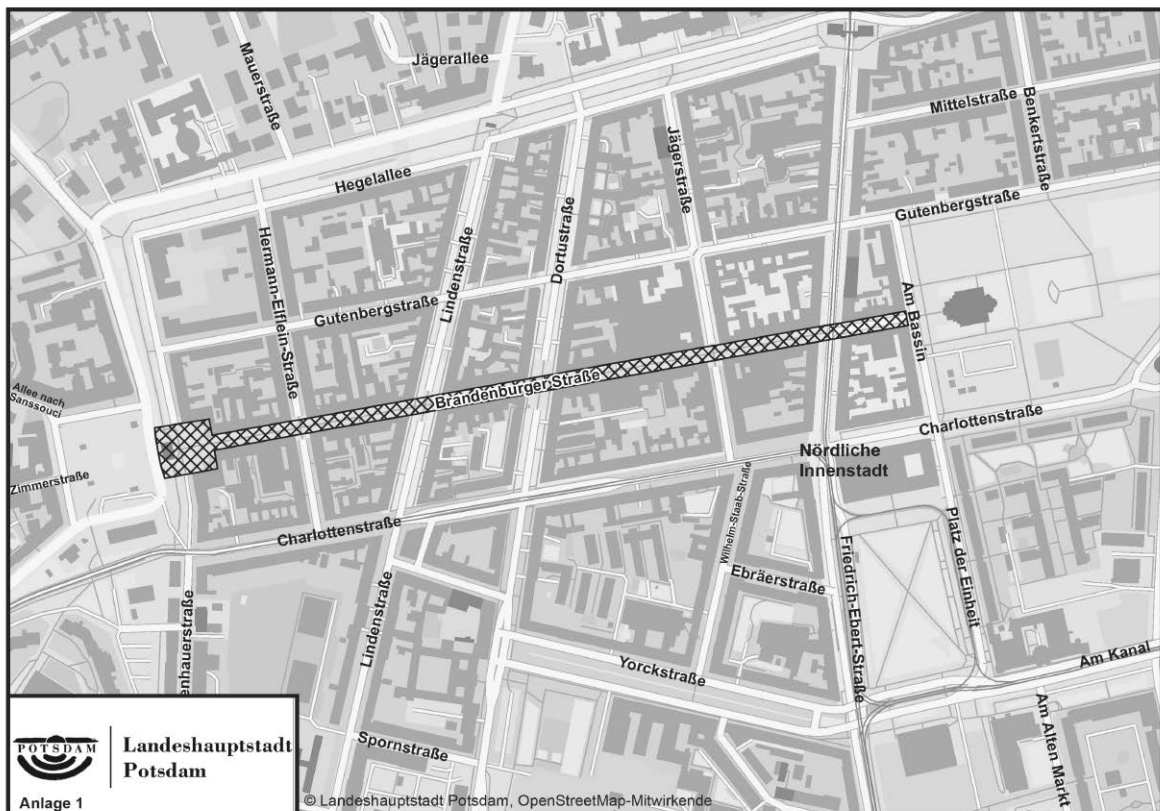 Jägerallee
Mauerstraße
Mittelstraße
Benkertstraße
Jägerstraße
Hegelallee
Gutenbergstraße
Hermann-Elflein-Straße
Lindenstraße
Dortustraße
Gutenbergstraße
Am Bassin
Brandenburger Straße
Allee nach
Sanssouci
Charlottenstraße
Zimmerstraße
Nördliche
Innenstadt
Wilhelm-Staab-Straße
Charlottenstraße
Platz der Einheit
Ebräerstraße
Friedrich-Ebert-Straße
Lindenstraße
enhauerstraße
Yorckstraße
Am Kanal
Am Alten Markt
Spornstraße
POTSDAM
Landeshauptstadt
Potsdam
Anlage 1
© Landeshauptstadt Potsdam, OpenStreetMap-Mitwirkende